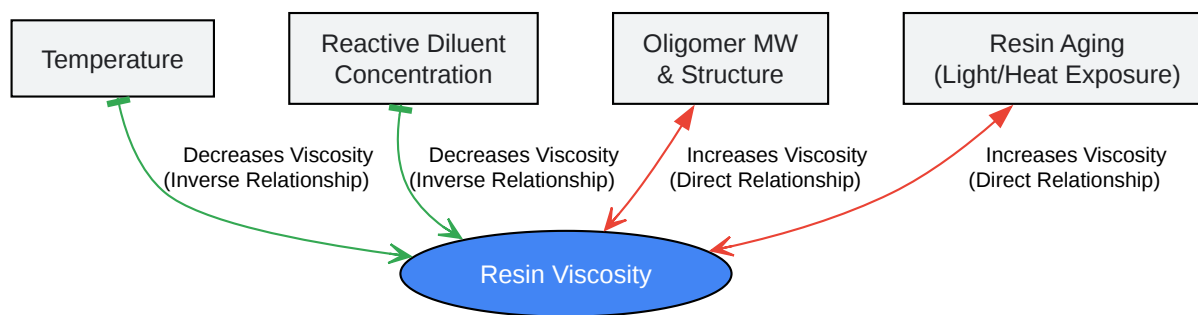 Temperature
Reactive Diluent
Concentration
Oligomer MW
& Structure
Resin Aging
(Light/Heat Exposure)
Decreases Viscosity
(Inverse Relationship)
Decreases Viscosity
(Inverse Relationship)
Increases Viscosity
(Direct Relationship)
Increases Viscosity
(Direct Relationship)
Resin Viscosity